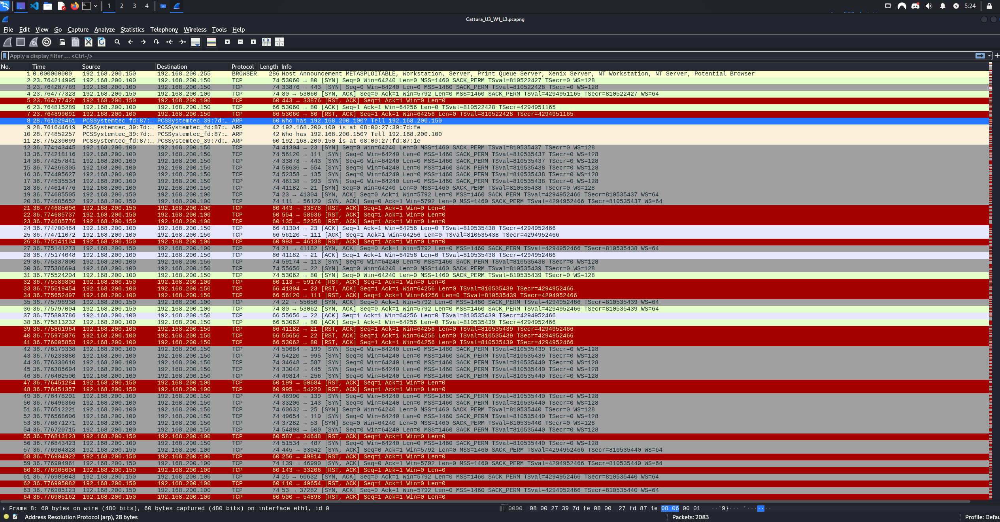 1 2 3 4 5:24
Cattura_U3_W1_L3.pcapng
File Edit View Go Capture Analyze Statistics Telephony Wireless Tools Help
Apply a display filter … <Ctrl-/>
No. Time Source Destination Protocol Length Info
1 0.000000000 192.168.200.150 192.168.200.255 BROWSER 286 Host Announcement METASPLOITABLE, Workstation, Server, Print Queue Server, Xenix Server, NT Workstation, NT Server, Potential Browser
2 23.764214995 192.168.200.100 192.168.200.150 TCP 74 53060 → 80 [SYN] Seq=0 Win=64240 Len=0 MSS=1460 SACK_PERM TSval=810522427 TSecr=0 WS=128
3 23.764287789 192.168.200.100 192.168.200.150 TCP 74 33876 → 443 [SYN] Seq=0 Win=64240 Len=0 MSS=1460 SACK_PERM TSval=810522428 TSecr=0 WS=128
4 23.764777323 192.168.200.150 192.168.200.100 TCP 74 80 → 53060 [SYN, ACK] Seq=0 Ack=1 Win=5792 Len=0 MSS=1460 SACK_PERM TSval=4294951165 TSecr=810522427 WS=64
5 23.764777427 192.168.200.150 192.168.200.100 TCP 60 443 → 33876 [RST, ACK] Seq=1 Ack=1 Win=0 Len=0
6 23.764815289 192.168.200.100 192.168.200.150 TCP 66 53060 → 80 [ACK] Seq=1 Ack=1 Win=64256 Len=0 TSval=810522428 TSecr=4294951165
7 23.764899091 192.168.200.100 192.168.200.150 TCP 66 53060 → 80 [RST, ACK] Seq=1 Ack=1 Win=64256 Len=0 TSval=810522428 TSecr=4294951165
8 28.761629461 PCSSystemtec_fd:87:… PCSSystemtec_39:7d:… ARP 60 Who has 192.168.200.100? Tell 192.168.200.150
9 28.761644619 PCSSystemtec_39:7d:… PCSSystemtec_fd:87:… ARP 42 192.168.200.100 is at 08:00:27:39:7d:fe
10 28.774852257 PCSSystemtec_39:7d:… PCSSystemtec_fd:87:… ARP 42 Who has 192.168.200.150? Tell 192.168.200.100
11 28.775230099 PCSSystemtec_fd:87:… PCSSystemtec_39:7d:… ARP 60 192.168.200.150 is at 08:00:27:fd:87:1e
12 36.774143445 192.168.200.100 192.168.200.150 TCP 74 41304 → 23 [SYN] Seq=0 Win=64240 Len=0 MSS=1460 SACK_PERM TSval=810535437 TSecr=0 WS=128
13 36.774218116 192.168.200.100 192.168.200.150 TCP 74 56120 → 111 [SYN] Seq=0 Win=64240 Len=0 MSS=1460 SACK_PERM TSval=810535437 TSecr=0 WS=128
14 36.774257841 192.168.200.100 192.168.200.150 TCP 74 33878 → 443 [SYN] Seq=0 Win=64240 Len=0 MSS=1460 SACK_PERM TSval=810535437 TSecr=0 WS=128
15 36.774366305 192.168.200.100 192.168.200.150 TCP 74 58636 → 554 [SYN] Seq=0 Win=64240 Len=0 MSS=1460 SACK_PERM TSval=810535438 TSecr=0 WS=128
16 36.774405627 192.168.200.100 192.168.200.150 TCP 74 52358 → 135 [SYN] Seq=0 Win=64240 Len=0 MSS=1460 SACK_PERM TSval=810535438 TSecr=0 WS=128
17 36.774535534 192.168.200.100 192.168.200.150 TCP 74 46138 → 993 [SYN] Seq=0 Win=64240 Len=0 MSS=1460 SACK_PERM TSval=810535438 TSecr=0 WS=128
18 36.774614776 192.168.200.100 192.168.200.150 TCP 74 41182 → 21 [SYN] Seq=0 Win=64240 Len=0 MSS=1460 SACK_PERM TSval=810535438 TSecr=0 WS=128
19 36.774685505 192.168.200.150 192.168.200.100 TCP 74 23 → 41304 [SYN, ACK] Seq=0 Ack=1 Win=5792 Len=0 MSS=1460 SACK_PERM TSval=4294952466 TSecr=810535437 WS=64
20 36.774685652 192.168.200.150 192.168.200.100 TCP 74 111 → 56120 [SYN, ACK] Seq=0 Ack=1 Win=5792 Len=0 MSS=1460 SACK_PERM TSval=4294952466 TSecr=810535437 WS=64
21 36.774685696 192.168.200.150 192.168.200.100 TCP 60 443 → 33878 [RST, ACK] Seq=1 Ack=1 Win=0 Len=0
22 36.774685737 192.168.200.150 192.168.200.100 TCP 60 554 → 58636 [RST, ACK] Seq=1 Ack=1 Win=0 Len=0
23 36.774685776 192.168.200.150 192.168.200.100 TCP 60 135 → 52358 [RST, ACK] Seq=1 Ack=1 Win=0 Len=0
24 36.774700464 192.168.200.100 192.168.200.150 TCP 66 41304 → 23 [ACK] Seq=1 Ack=1 Win=64256 Len=0 TSval=810535438 TSecr=4294952466
25 36.774711072 192.168.200.100 192.168.200.150 TCP 66 56120 → 111 [ACK] Seq=1 Ack=1 Win=64256 Len=0 TSval=810535438 TSecr=4294952466
26 36.775141104 192.168.200.150 192.168.200.100 TCP 60 993 → 46138 [RST, ACK] Seq=1 Ack=1 Win=0 Len=0
27 36.775141273 192.168.200.150 192.168.200.100 TCP 74 21 → 41182 [SYN, ACK] Seq=0 Ack=1 Win=5792 Len=0 MSS=1460 SACK_PERM TSval=4294952466 TSecr=810535438 WS=64
28 36.775174048 192.168.200.100 192.168.200.150 TCP 66 41182 → 21 [ACK] Seq=1 Ack=1 Win=64256 Len=0 TSval=810535438 TSecr=4294952466
29 36.775337800 192.168.200.100 192.168.200.150 TCP 74 59174 → 113 [SYN] Seq=0 Win=64240 Len=0 MSS=1460 SACK_PERM TSval=810535438 TSecr=0 WS=128
30 36.775386694 192.168.200.100 192.168.200.150 TCP 74 55656 → 22 [SYN] Seq=0 Win=64240 Len=0 MSS=1460 SACK_PERM TSval=810535439 TSecr=0 WS=128
31 36.775524204 192.168.200.100 192.168.200.150 TCP 74 53062 → 80 [SYN] Seq=0 Win=64240 Len=0 MSS=1460 SACK_PERM TSval=810535439 TSecr=0 WS=128
32 36.775589806 192.168.200.150 192.168.200.100 TCP 60 113 → 59174 [RST, ACK] Seq=1 Ack=1 Win=0 Len=0
33 36.775619454 192.168.200.100 192.168.200.150 TCP 66 41304 → 23 [RST, ACK] Seq=1 Ack=1 Win=64256 Len=0 TSval=810535439 TSecr=4294952466
34 36.775652497 192.168.200.100 192.168.200.150 TCP 66 56120 → 111 [RST, ACK] Seq=1 Ack=1 Win=64256 Len=0 TSval=810535439 TSecr=4294952466
35 36.775796938 192.168.200.150 192.168.200.100 TCP 74 22 → 55656 [SYN, ACK] Seq=0 Ack=1 Win=5792 Len=0 MSS=1460 SACK_PERM TSval=4294952466 TSecr=810535439 WS=64
36 36.775797004 192.168.200.150 192.168.200.100 TCP 74 80 → 53062 [SYN, ACK] Seq=0 Ack=1 Win=5792 Len=0 MSS=1460 SACK_PERM TSval=4294952466 TSecr=810535439 WS=64
37 36.775803786 192.168.200.100 192.168.200.150 TCP 66 55656 → 22 [ACK] Seq=1 Ack=1 Win=64256 Len=0 TSval=810535439 TSecr=4294952466
38 36.775813232 192.168.200.100 192.168.200.150 TCP 66 53062 → 80 [ACK] Seq=1 Ack=1 Win=64256 Len=0 TSval=810535439 TSecr=4294952466
39 36.775861964 192.168.200.100 192.168.200.150 TCP 66 41182 → 21 [RST, ACK] Seq=1 Ack=1 Win=64256 Len=0 TSval=810535439 TSecr=4294952466
40 36.775975876 192.168.200.100 192.168.200.150 TCP 66 55656 → 22 [RST, ACK] Seq=1 Ack=1 Win=64256 Len=0 TSval=810535439 TSecr=4294952466
41 36.776005853 192.168.200.100 192.168.200.150 TCP 66 53062 → 80 [RST, ACK] Seq=1 Ack=1 Win=64256 Len=0 TSval=810535439 TSecr=4294952466
42 36.776179338 192.168.200.100 192.168.200.150 TCP 74 50684 → 199 [SYN] Seq=0 Win=64240 Len=0 MSS=1460 SACK_PERM TSval=810535439 TSecr=0 WS=128
43 36.776233880 192.168.200.100 192.168.200.150 TCP 74 54220 → 995 [SYN] Seq=0 Win=64240 Len=0 MSS=1460 SACK_PERM TSval=810535439 TSecr=0 WS=128
44 36.776330610 192.168.200.100 192.168.200.150 TCP 74 34648 → 587 [SYN] Seq=0 Win=64240 Len=0 MSS=1460 SACK_PERM TSval=810535440 TSecr=0 WS=128
45 36.776385694 192.168.200.100 192.168.200.150 TCP 74 33042 → 445 [SYN] Seq=0 Win=64240 Len=0 MSS=1460 SACK_PERM TSval=810535440 TSecr=0 WS=128
46 36.776402500 192.168.200.100 192.168.200.150 TCP 74 49814 → 256 [SYN] Seq=0 Win=64240 Len=0 MSS=1460 SACK_PERM TSval=810535440 TSecr=0 WS=128
47 36.776451284 192.168.200.150 192.168.200.100 TCP 60 199 → 50684 [RST, ACK] Seq=1 Ack=1 Win=0 Len=0
48 36.776451357 192.168.200.150 192.168.200.100 TCP 60 995 → 54220 [RST, ACK] Seq=1 Ack=1 Win=0 Len=0
49 36.776478201 192.168.200.100 192.168.200.150 TCP 74 46990 → 139 [SYN] Seq=0 Win=64240 Len=0 MSS=1460 SACK_PERM TSval=810535440 TSecr=0 WS=128
50 36.776496366 192.168.200.100 192.168.200.150 TCP 74 33206 → 143 [SYN] Seq=0 Win=64240 Len=0 MSS=1460 SACK_PERM TSval=810535440 TSecr=0 WS=128
51 36.776512221 192.168.200.100 192.168.200.150 TCP 74 60632 → 25 [SYN] Seq=0 Win=64240 Len=0 MSS=1460 SACK_PERM TSval=810535440 TSecr=0 WS=128
52 36.776568606 192.168.200.100 192.168.200.150 TCP 74 49654 → 110 [SYN] Seq=0 Win=64240 Len=0 MSS=1460 SACK_PERM TSval=810535440 TSecr=0 WS=128
53 36.776671271 192.168.200.100 192.168.200.150 TCP 74 37282 → 53 [SYN] Seq=0 Win=64240 Len=0 MSS=1460 SACK_PERM TSval=810535440 TSecr=0 WS=128
54 36.776720715 192.168.200.100 192.168.200.150 TCP 74 54898 → 500 [SYN] Seq=0 Win=64240 Len=0 MSS=1460 SACK_PERM TSval=810535440 TSecr=0 WS=128
55 36.776813123 192.168.200.150 192.168.200.100 TCP 60 587 → 34648 [RST, ACK] Seq=1 Ack=1 Win=0 Len=0
56 36.776843423 192.168.200.100 192.168.200.150 TCP 74 51534 → 487 [SYN] Seq=0 Win=64240 Len=0 MSS=1460 SACK_PERM TSval=810535440 TSecr=0 WS=128
57 36.776904828 192.168.200.150 192.168.200.100 TCP 74 445 → 33042 [SYN, ACK] Seq=0 Ack=1 Win=5792 Len=0 MSS=1460 SACK_PERM TSval=4294952466 TSecr=810535440 WS=64
58 36.776904922 192.168.200.150 192.168.200.100 TCP 60 256 → 49814 [RST, ACK] Seq=1 Ack=1 Win=0 Len=0
59 36.776904961 192.168.200.150 192.168.200.100 TCP 74 139 → 46990 [SYN, ACK] Seq=0 Ack=1 Win=5792 Len=0 MSS=1460 SACK_PERM TSval=4294952466 TSecr=810535440 WS=64
60 36.776905004 192.168.200.150 192.168.200.100 TCP 60 143 → 33206 [RST, ACK] Seq=1 Ack=1 Win=0 Len=0
61 36.776905043 192.168.200.150 192.168.200.100 TCP 74 25 → 60632 [SYN, ACK] Seq=0 Ack=1 Win=5792 Len=0 MSS=1460 SACK_PERM TSval=4294952466 TSecr=810535440 WS=64
62 36.776905082 192.168.200.150 192.168.200.100 TCP 60 110 → 49654 [RST, ACK] Seq=1 Ack=1 Win=0 Len=0
63 36.776905123 192.168.200.150 192.168.200.100 TCP 74 53 → 37282 [SYN, ACK] Seq=0 Ack=1 Win=5792 Len=0 MSS=1460 SACK_PERM TSval=4294952466 TSecr=810535440 WS=64
64 36.776905162 192.168.200.150 192.168.200.100 TCP 60 500 → 54898 [RST, ACK] Seq=1 Ack=1 Win=0 Len=0
Frame 8: 60 bytes on wire (480 bits), 60 bytes captured (480 bits) on interface eth1, id 0 0000 08 00 27 39 7d fe 08 00 27 fd 87 1e 08 06 00 01 ··'9}··· '·······
Address Resolution Protocol (arp), 28 bytes Packets: 2083 Profile: Defau